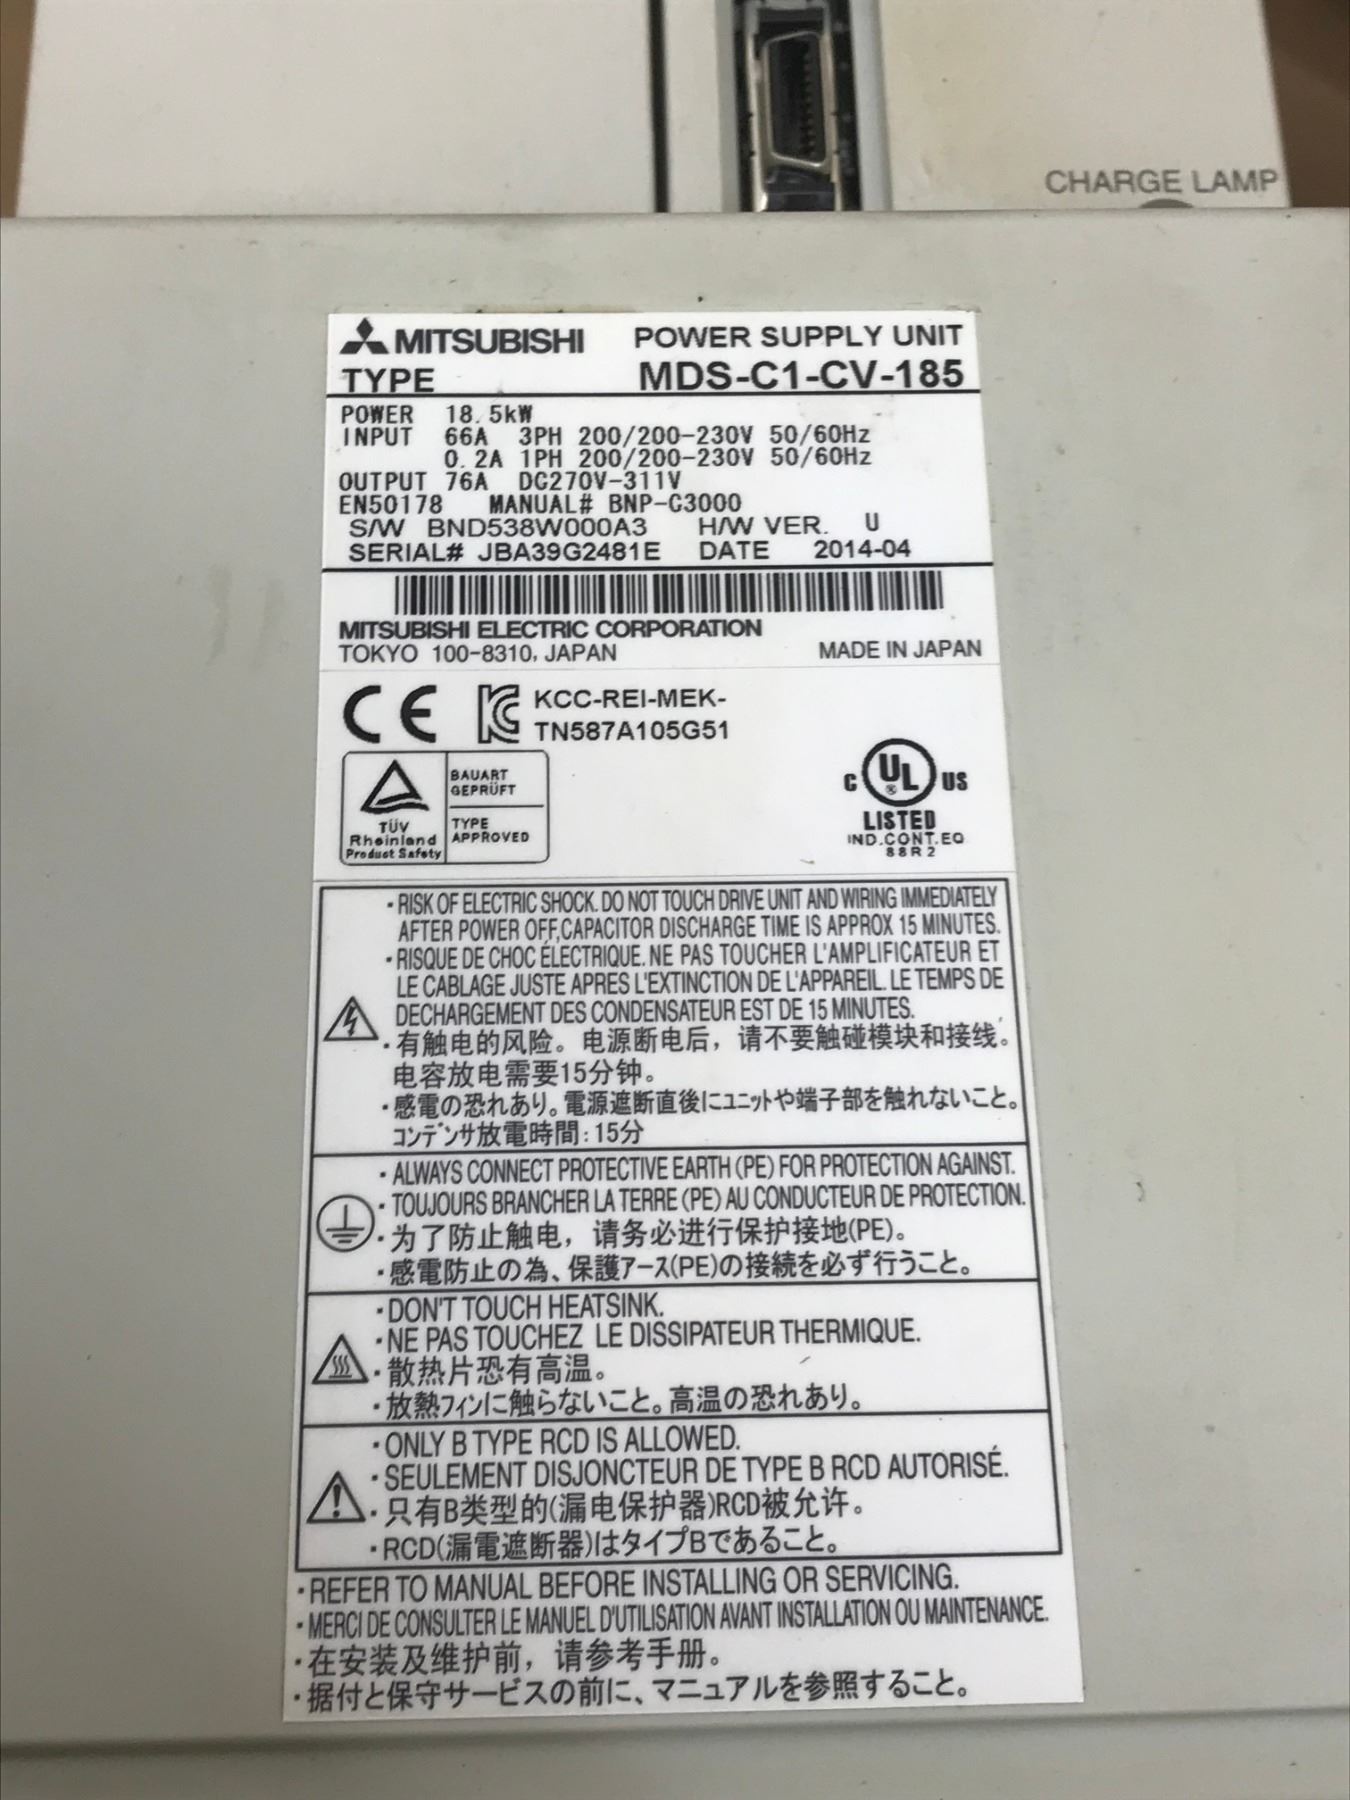 CHARGE LAMP
MITSUBISHI POWER SUPPLY UNIT
TYPE MDS-C1-CV-185
POWER 18.5kW
INPUT 66A 3PH 200/200-230V 50/60Hz
0.2A 1PH 200/200-230V 50/60Hz
OUTPUT 76A DC270V-311V
EN50178 MANUAL# BNP-C3000
S/W BND538W000A3 H/W VER. U
SERIAL# JBA39G2481E DATE 2014-04
MITSUBISHI ELECTRIC CORPORATION
TOKYO 100-8310, JAPAN MADE IN JAPAN
CE KC KCC-REI-MEK-
TN587A105G51
BAUART
GEPRÜFT
TÜV
Rheinland
Product Safety
TYPE
APPROVED
C UL® US
LISTED
IND.CONT.EQ
88R2
・RISK OF ELECTRIC SHOCK. DO NOT TOUCH DRIVE UNIT AND WIRING IMMEDIATELY
AFTER POWER OFF,CAPACITOR DISCHARGE TIME IS APPROX 15 MINUTES.
・RISQUE DE CHOC ÉLECTRIQUE. NE PAS TOUCHER L'AMPLIFICATEUR ET
LE CABLAGE JUSTE APRES L'EXTINCTION DE L'APPAREIL. LE TEMPS DE
DECHARGEMENT DES CONDENSATEUR EST DE 15 MINUTES.
・有触电的风险。电源断电后，请不要触碰模块和接线。
电容放电需要15分钟。
・感電の恐れあり。電源遮断直後にユニットや端子部を触れないこと。
コンデンサ放電時間：15分
・ALWAYS CONNECT PROTECTIVE EARTH (PE) FOR PROTECTION AGAINST.
・TOUJOURS BRANCHER LA TERRE (PE) AU CONDUCTEUR DE PROTECTION.
・为了防止触电，请务必进行保护接地(PE)。
・感電防止の為、保護アース(PE)の接続を必ず行うこと。
・DON'T TOUCH HEATSINK.
・NE PAS TOUCHEZ LE DISSIPATEUR THERMIQUE.
・散热片恐有高温。
・放熱フィンに触らないこと。高温の恐れあり。
・ONLY B TYPE RCD IS ALLOWED.
・SEULEMENT DISJONCTEUR DE TYPE B RCD AUTORISÉ.
・只有B类型的(漏电保护器)RCD被允许。
・RCD(漏電遮断器)はタイプBであること。
・REFER TO MANUAL BEFORE INSTALLING OR SERVICING.
・MERCI DE CONSULTER LE MANUEL D'UTILISATION AVANT INSTALLATION OU MAINTENANCE.
・在安装及维护前，请参考手册。
・据付と保守サービスの前に、マニュアルを参照すること。